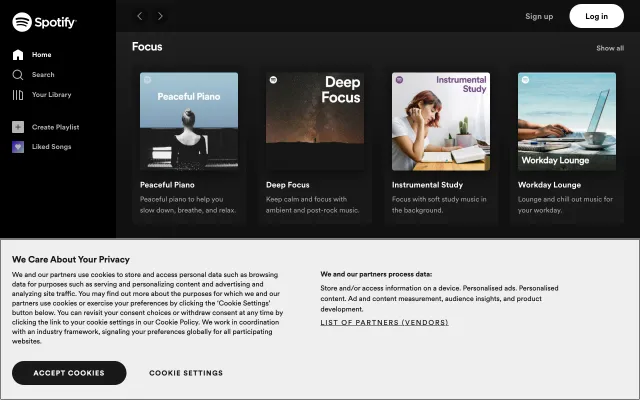 Spotify
Home
Search
Your Library
Create Playlist
Liked Songs
Sign up
Log in
Focus
Show all
Peaceful Piano
Deep
Focus
Instrumental
Study
Workday Lounge
Peaceful Piano
Peaceful piano to help you
slow down, breathe, and relax.
Deep Focus
Keep calm and focus with
ambient and post-rock music.
Instrumental Study
Focus with soft study music in
the background.
Workday Lounge
Lounge and chill out music for
your workday.
We Care About Your Privacy
We and our partners use cookies to store and access personal data such as browsing
data for purposes such as serving and personalizing content and advertising and
analyzing site traffic. You may find out more about the purposes for which we and our
partners use cookies or exercise your preferences by clicking the 'Cookie Settings'
button below. You can revisit your consent choices or withdraw consent at any time by
clicking the link to your cookie settings in our Cookie Policy. We work in coordination
with an industry framework, signaling your preferences globally for all participating
websites.
We and our partners process data:
Store and/or access information on a device. Personalised ads. Personalised
content. Ad and content measurement, audience insights, and product
development.
LIST OF PARTNERS (VENDORS)
ACCEPT COOKIES
COOKIE SETTINGS